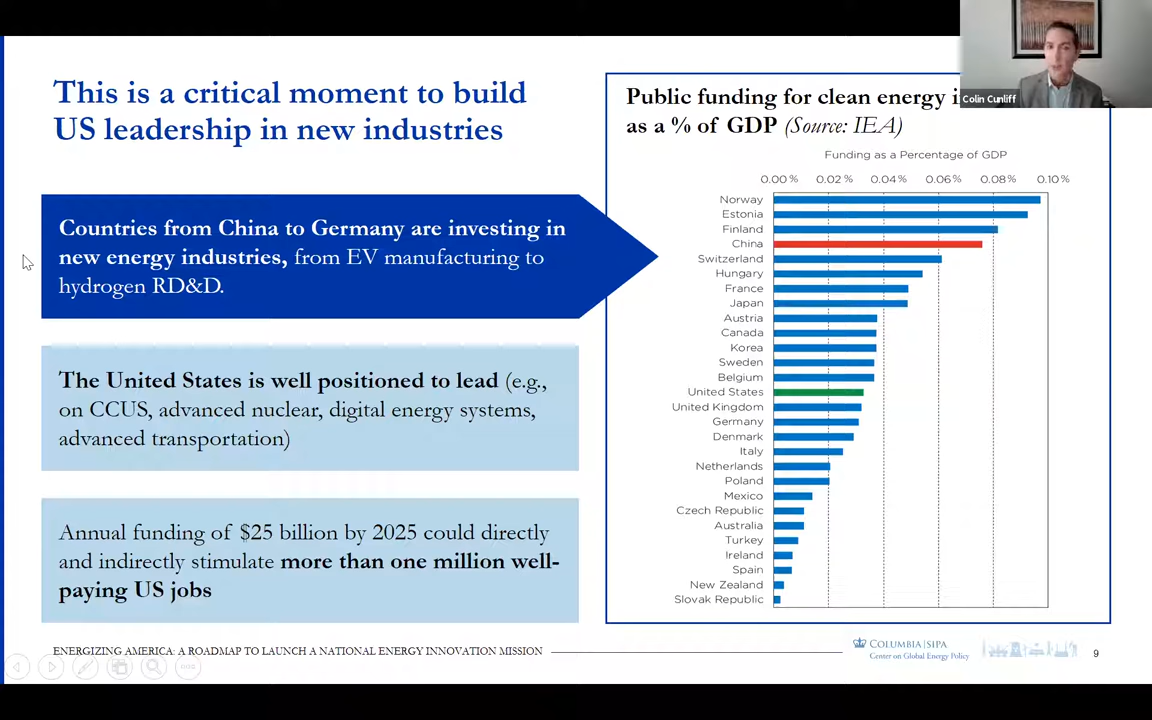 This is a critical moment to build
US leadership in new industries
Countries from China to Germany are investing in
new energy industries, from EV manufacturing to
hydrogen RD&D.
The United States is well positioned to lead (e.g.,
on CCUS, advanced nuclear, digital energy systems,
advanced transportation)
Annual funding of $25 billion by 2025 could directly
and indirectly stimulate more than one million well-
paying US jobs
Public funding for clean energy
as a % of GDP (Source: IEA)
Colin Cunliff
Funding as a Percentage of GDP
0.00% 0.02% 0.04% 0.06% 0.08% 0.10%
Norway
Estonia
Finland
China
Switzerland
Hungary
France
Japan
Austria
Canada
Korea
Sweden
Belgium
United States
United Kingdom
Germany
Denmark
Italy
Netherlands
Poland
Mexico
Czech Republic
Australia
Turkey
Ireland
Spain
New Zealand
Slovak Republic
ENERGIZING AMERICA: A ROADMAP TO LAUNCH A NATIONAL ENERGY INNOVATION MISSION
COLUMBIA | SIPA
Center on Global Energy Policy
9